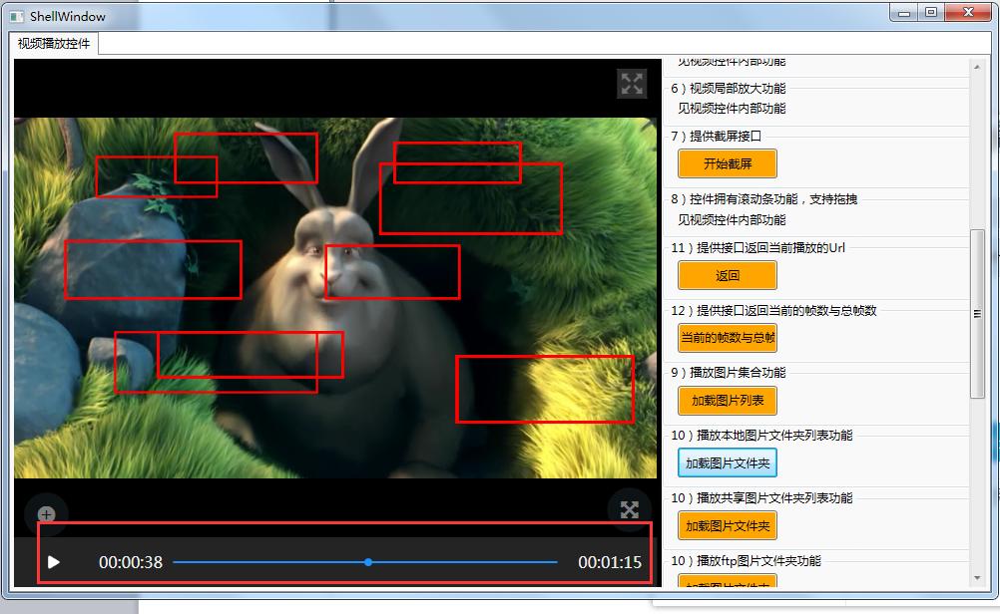 ShellWindow
视频播放控件
见视频控件内部功能
6）视频局部放大功能
见视频控件内部功能
7）提供截屏接口
开始截屏
8）控件拥有滚动条功能，支持拖拽
见视频控件内部功能
11）提供接口返回当前播放的Url
返回
12）提供接口返回当前的帧数与总帧数
当前的帧数与总帧
9）播放图片集合功能
加载图片列表
10）播放本地图片文件夹列表功能
加载图片文件夹
10）播放共享图片文件夹列表功能
加载图片文件夹
10）播放ftp图片文件夹功能
加载图片文件夹
00:00:38
00:01:15